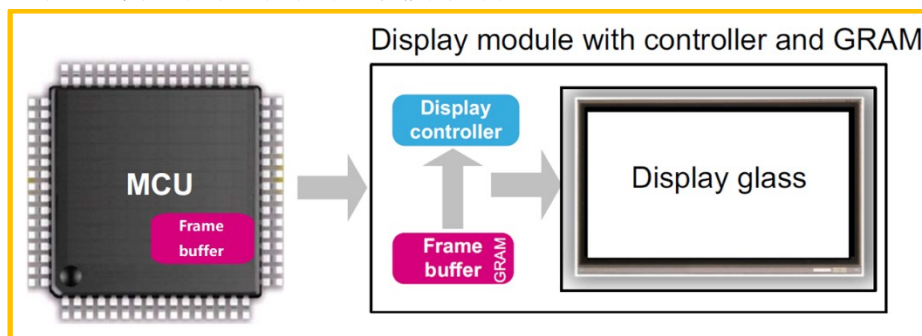 Display module with controller and GRAM
MCU
Frame
buffer
Display
controller
Frame
buffer
GRAM
Display glass